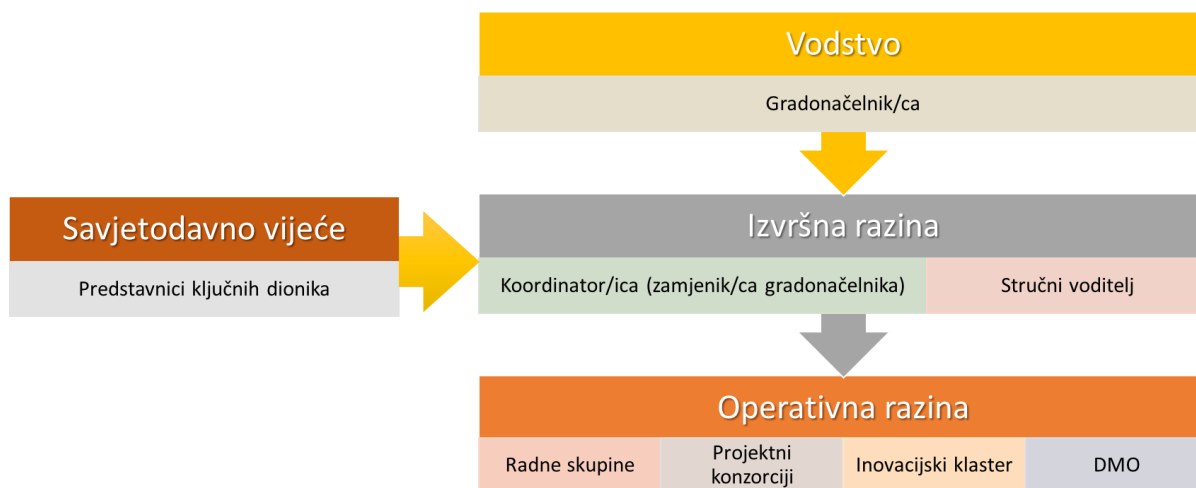 Vodstvo
Gradonačelnik/ca
Savjetodavno vijeće
Predstavnici ključnih dionika
Izvršna razina
Koordinator/ica (zamjenik/ca gradonačelnika)
Stručni voditelj
Operativna razina
Radne skupine
Projektni
konzorciji
Inovacijski klaster
DMO